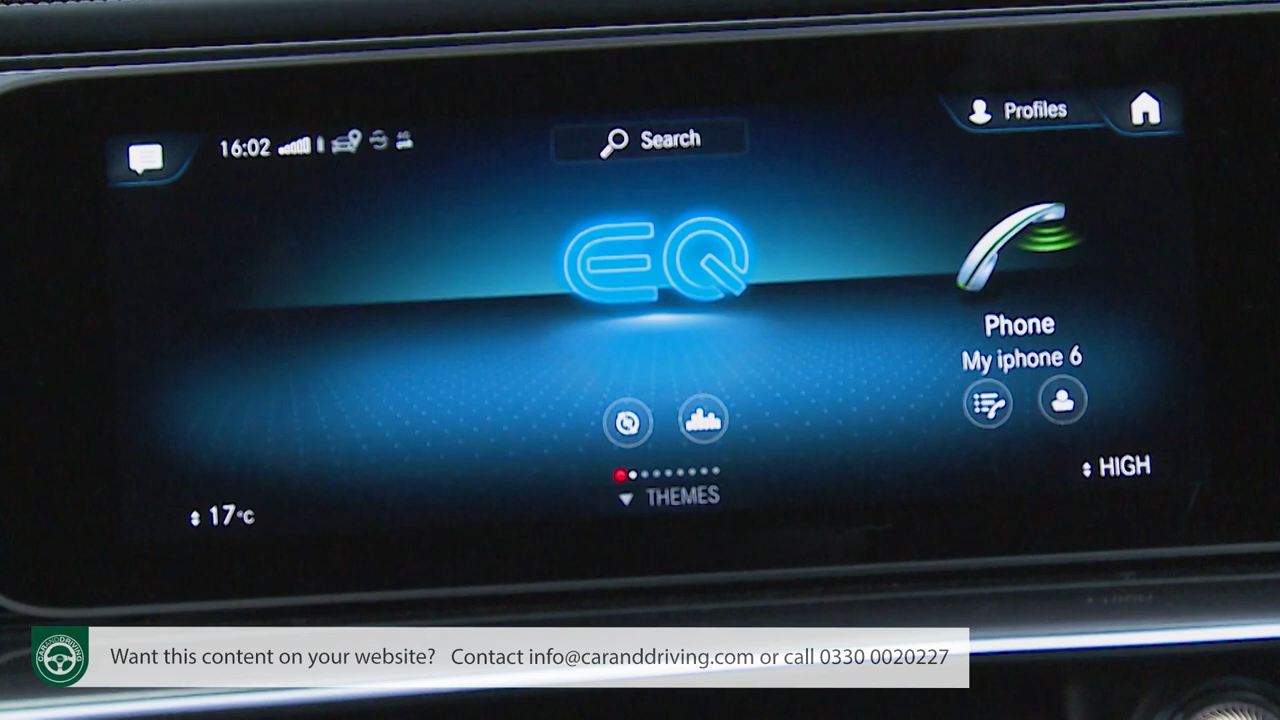 16:02
Search
Profiles
EQ
Phone
My iphone 6
THEMES
HIGH
17°C
CARANDDRIVING
Want this content on your website? Contact info@caranddriving.com or call 0330 0020227